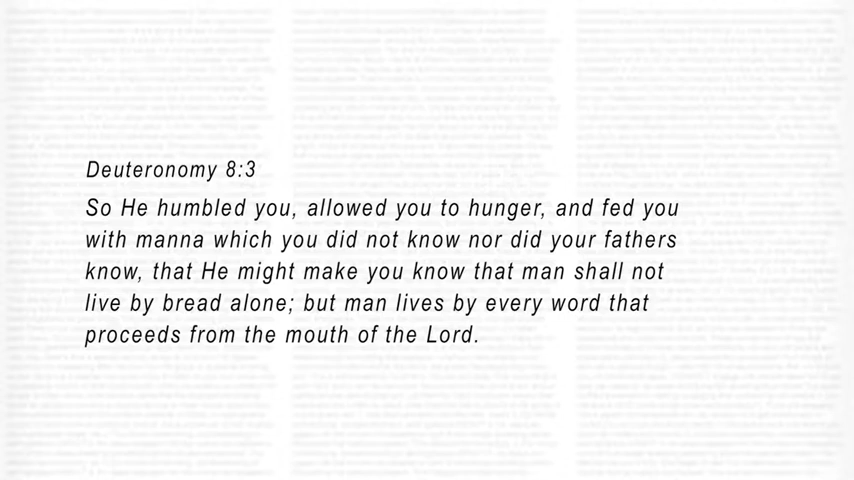 Deuteronomy 8:3
So He humbled you, allowed you to hunger, and fed you
with manna which you did not know nor did your fathers
know, that He might make you know that man shall not
live by bread alone; but man lives by every word that
proceeds from the mouth of the Lord.